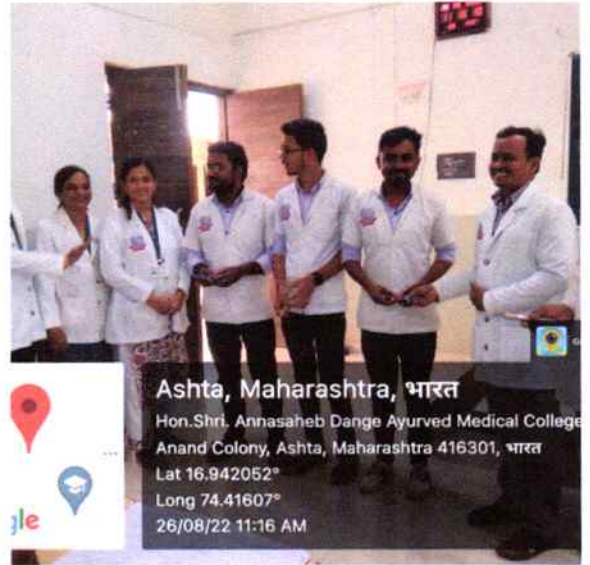 Ashta, Maharashtra, भारत
Hon.Shri. Annasaheb Dange Ayurved Medical College
Anand Colony, Ashta, Maharashtra 416301, भारत
Lat 16.942052°
Long 74.41607°
26/08/22 11:16 AM
gle